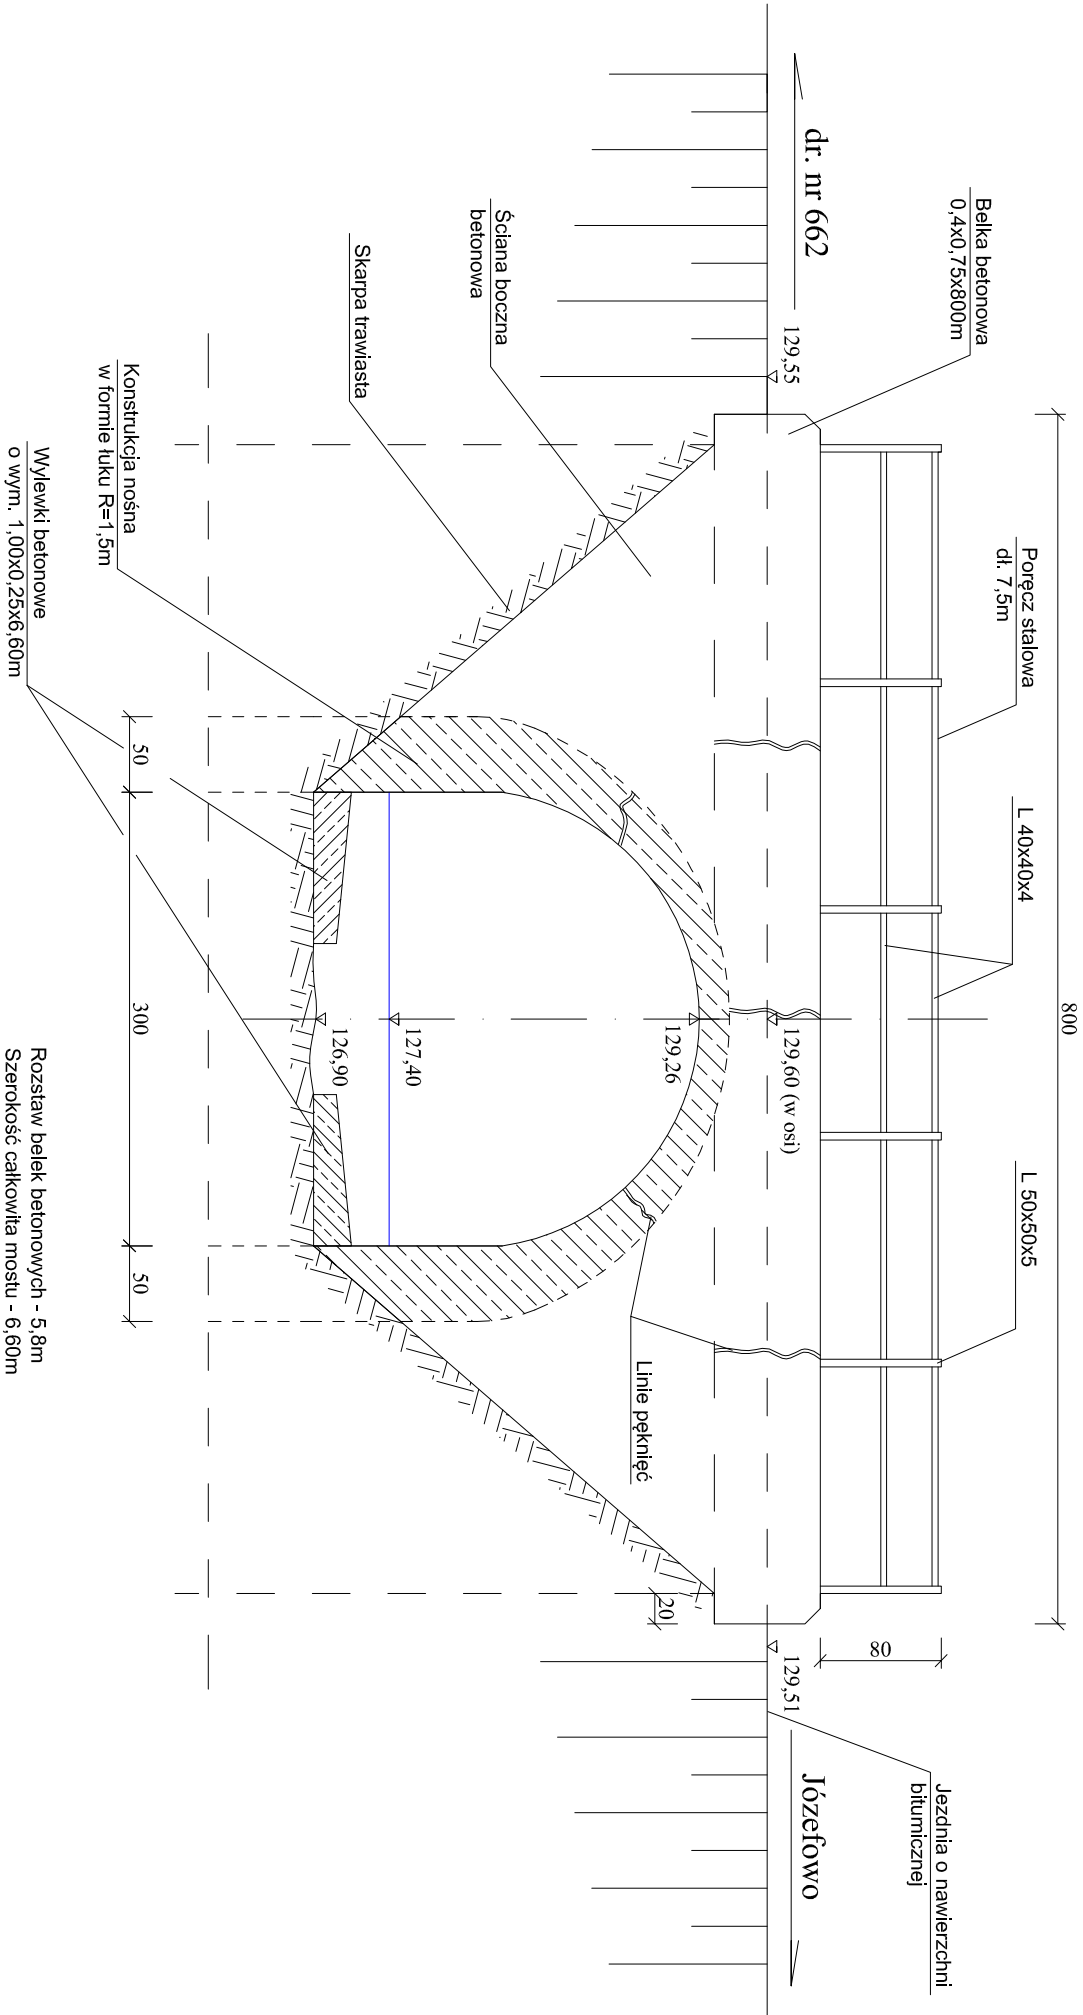 800
Belka betonowa
0,4x0,75x800m
Poręcz stalowa
dł. 7,5m
L 40x40x4
L 50x50x5
Jezdnia o nawierzchni
bitumicznej
80
dr. nr 662
129,55
129,60 (w osi)
129,51
Józefowo
129,26
20
Ściana boczna
betonowa
Linie pęknięć
Skarpa trawiasta
127,40
126,90
Konstrukcja nośna
w formie łuku R=1,5m
50
300
50
Wylewki betonowe
o wym. 1,00x0,25x6,60m
Rozstaw belek betonowych - 5,8m
Szerokość całkowita mostu - 6,60m